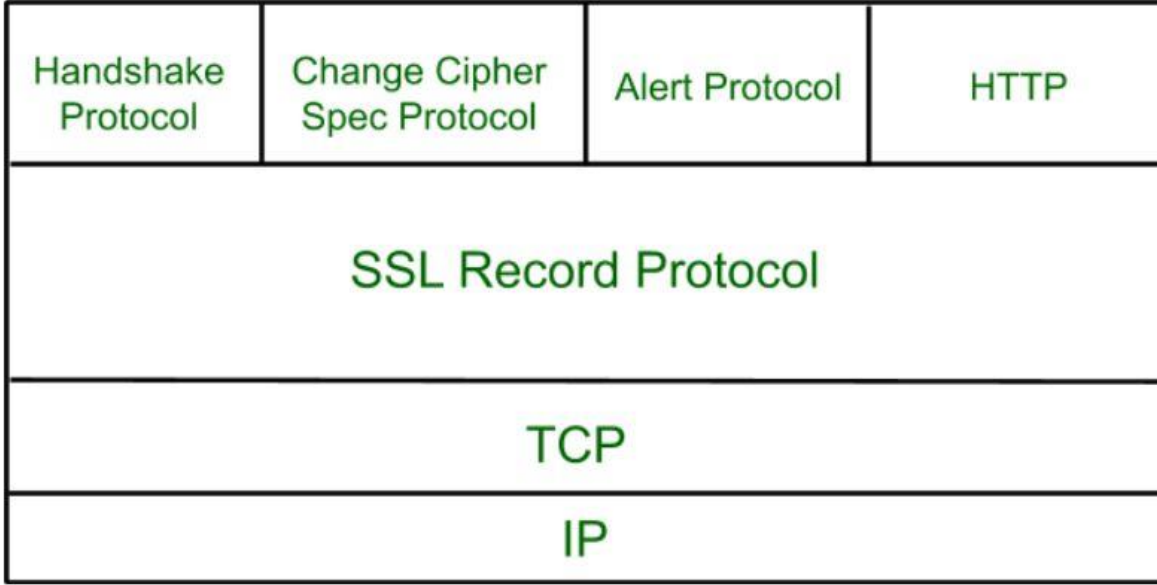 Handshake
Protocol
Change Cipher
Spec Protocol
Alert Protocol
HTTP
SSL Record Protocol
TCP
IP